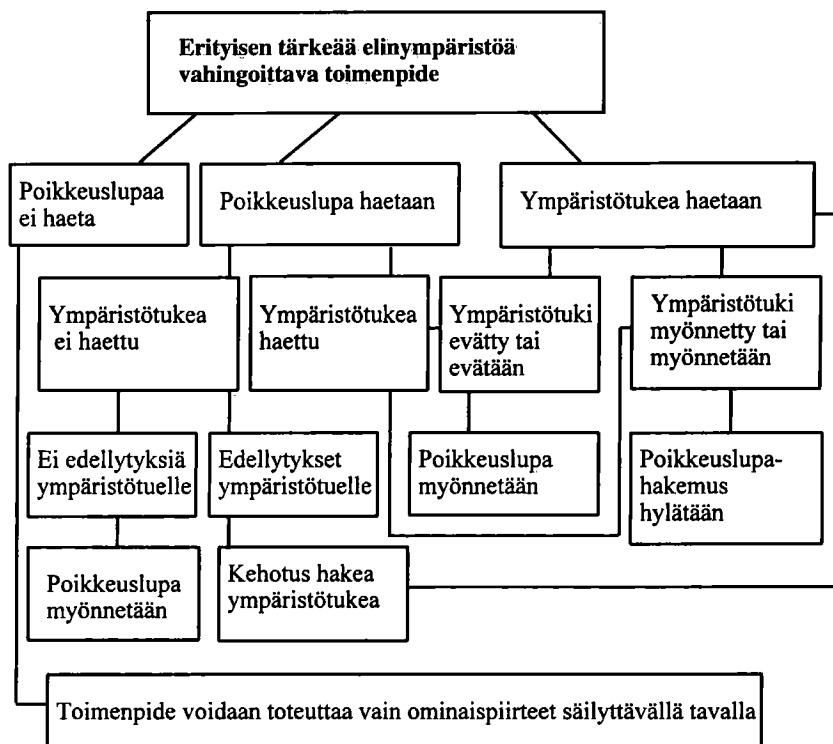 Erityisen tärkeää elinympäristöä
vahingoittava toimenpide
Poikkeuslupaa
ei haeta
Poikkeuslupa haetaan
Ympäristötukea haetaan
Ympäristötukea
ei haettu
Ympäristötukea
haettu
Ympäristötuki
evätty tai
evätään
Ympäristötuki
myönnetty tai
myönnetään
Ei edellytyksiä
ympäristötuelle
Edellytykset
ympäristötuelle
Poikkeuslupa
myönnetään
Poikkeuslupa-
hakemus
hylätään
Poikkeuslupa
myönnetään
Kehotus hakea
ympäristötukea
Toimenpide voidaan toteuttaa vain ominaispiirteet säilyttävällä tavalla